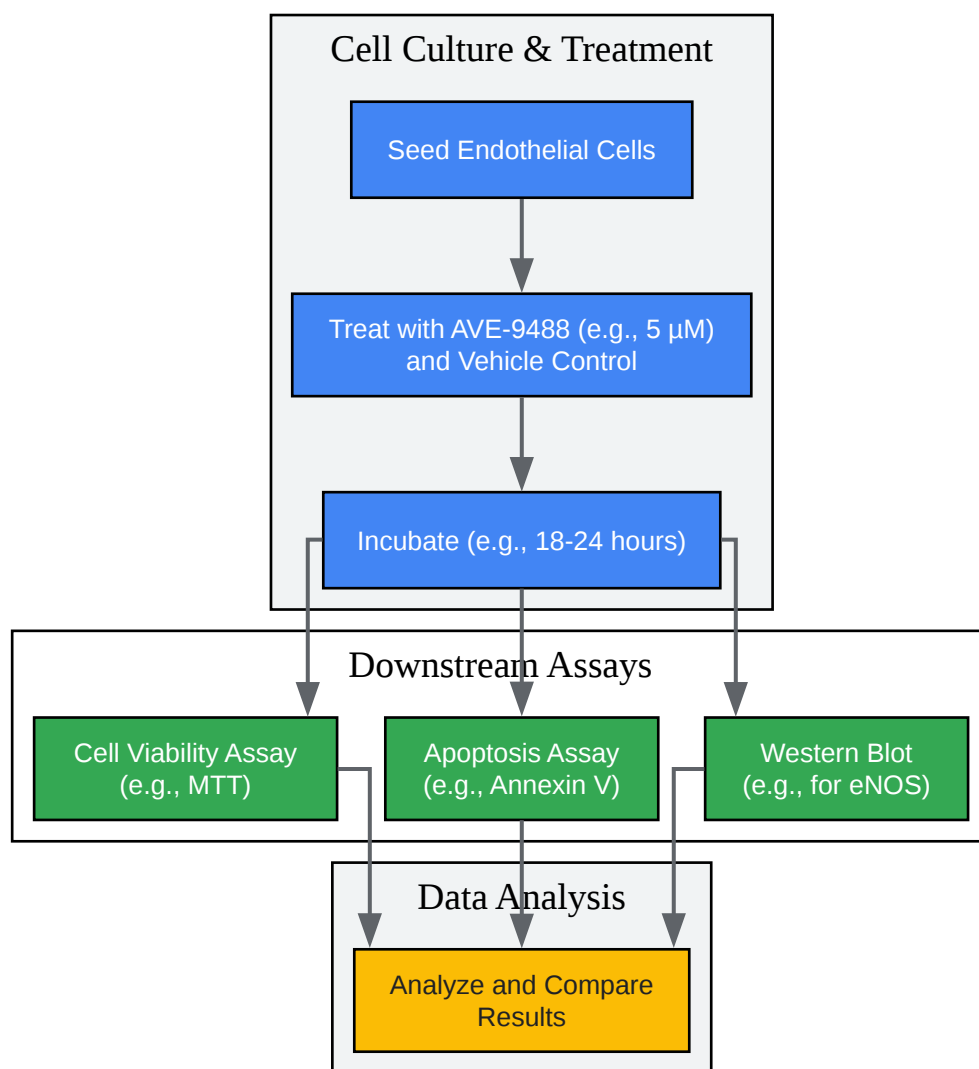 Cell Culture & Treatment
Seed Endothelial Cells
Treat with AVE-9488 (e.g., 5 µM)
and Vehicle Control
Incubate (e.g., 18-24 hours)
Downstream Assays
Cell Viability Assay
(e.g., MTT)
Apoptosis Assay
(e.g., Annexin V)
Western Blot
(e.g., for eNOS)
Data Analysis
Analyze and Compare
Results